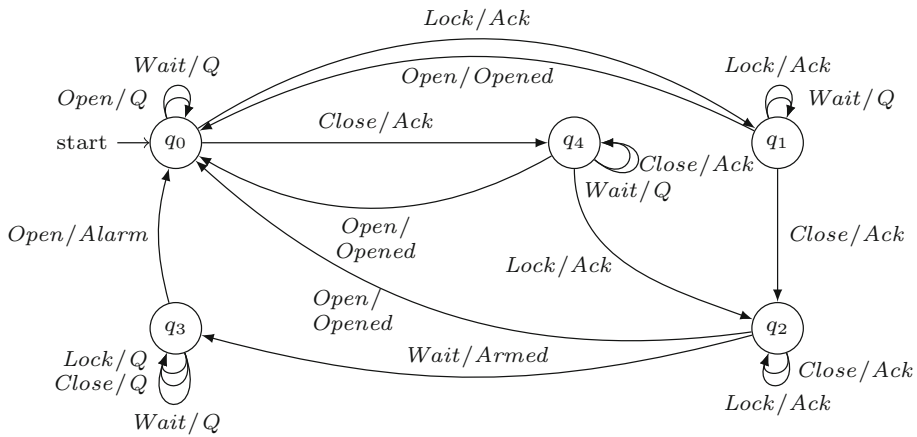 Lock/Ack
Wait/Q
Open/Q
Open/Opened
Lock/Ack
Wait/Q
start
q0
Close/Ack
q4
q1
Close/Ack
Wait/Q
Open/Alarm
Open/
Opened
Lock/Ack
Close/Ack
Open/
Opened
q3
q2
Lock/Q
Close/Q
Wait/Armed
Close/Ack
Lock/Ack
Wait/Q